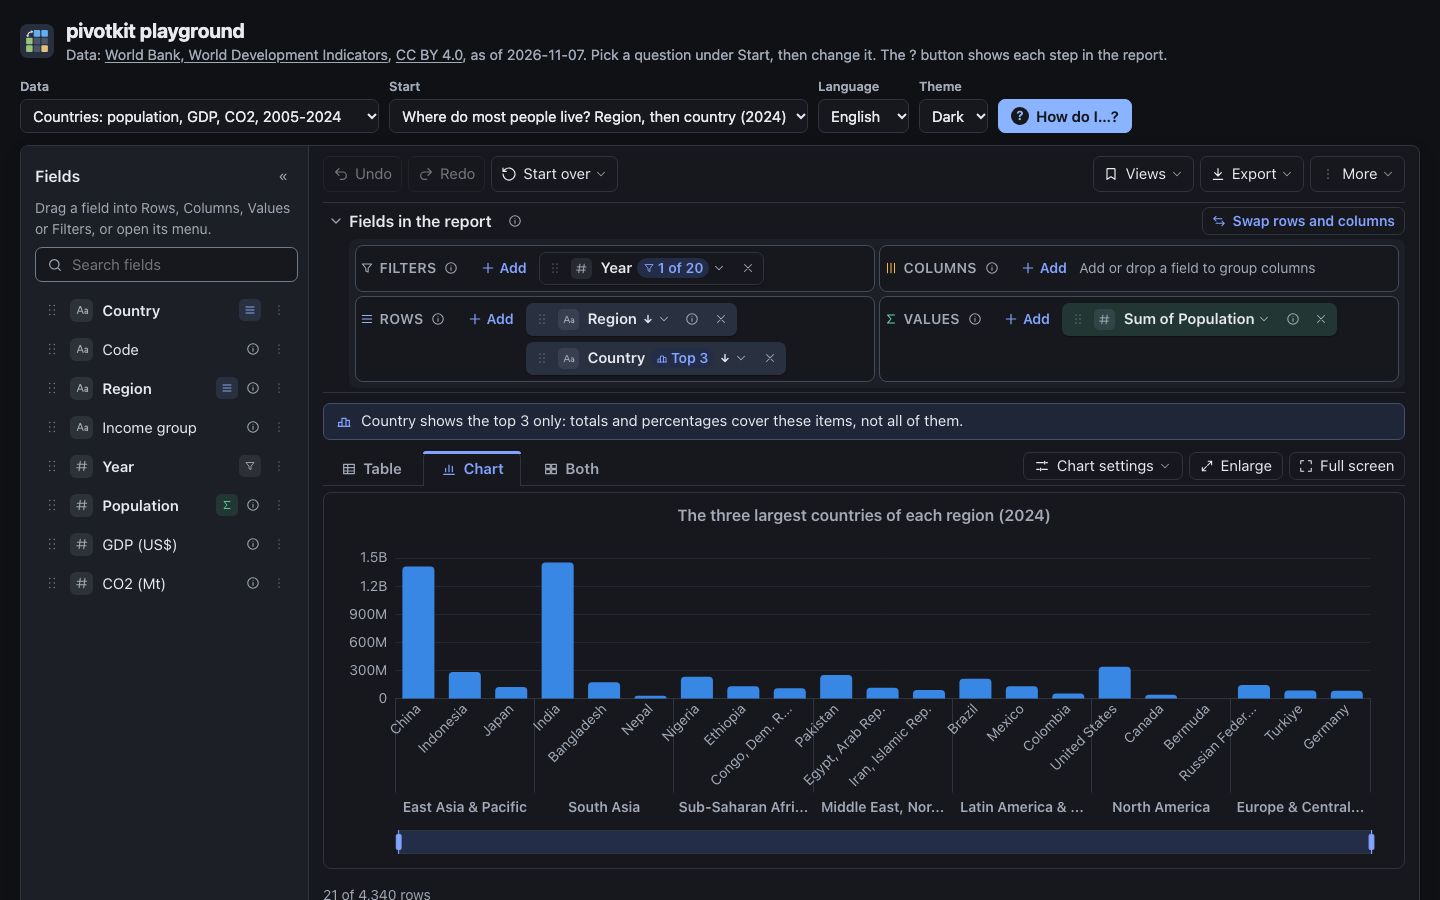 pivotkit playground
Data: World Bank, World Development Indicators, CC BY 4.0, as of 2026-11-07. Pick a question under Start, then change it. The ? button shows each step in the report.
Data
Start
Language
Theme
Countries: population, GDP, CO2, 2005-2024
Where do most people live? Region, then country (2024)
English
Dark
? How do I...?
Fields
«
Drag a field into Rows, Columns, Values
or Filters, or open its menu.
Search fields
Aa Country
Aa Code
Aa Region
Aa Income group
# Year
# Population Σ
# GDP (US$)
# CO2 (Mt)
Undo
Redo
Start over
Views
Export
More
Fields in the report
Swap rows and columns
FILTERS + Add # Year 1 of 20
COLUMNS + Add Add or drop a field to group columns
ROWS + Add Aa Region
Aa Country Top 3
Σ VALUES + Add # Sum of Population
Country shows the top 3 only: totals and percentages cover these items, not all of them.
Table
Chart
Both
Chart settings
Enlarge
Full screen
The three largest countries of each region (2024)
1.5B
1.2B
900M
600M
300M
0
China
Indonesia
Japan
India
Bangladesh
Nepal
Nigeria
Ethiopia
Congo, Dem. R...
Pakistan
Egypt, Arab Rep.
Iran, Islamic Rep.
Brazil
Mexico
Colombia
United States
Canada
Bermuda
Russian Feder...
Turkiye
Germany
East Asia & Pacific
South Asia
Sub-Saharan Afri...
Middle East, Nor...
Latin America & ...
North America
Europe & Central...
21 of 4,340 rows